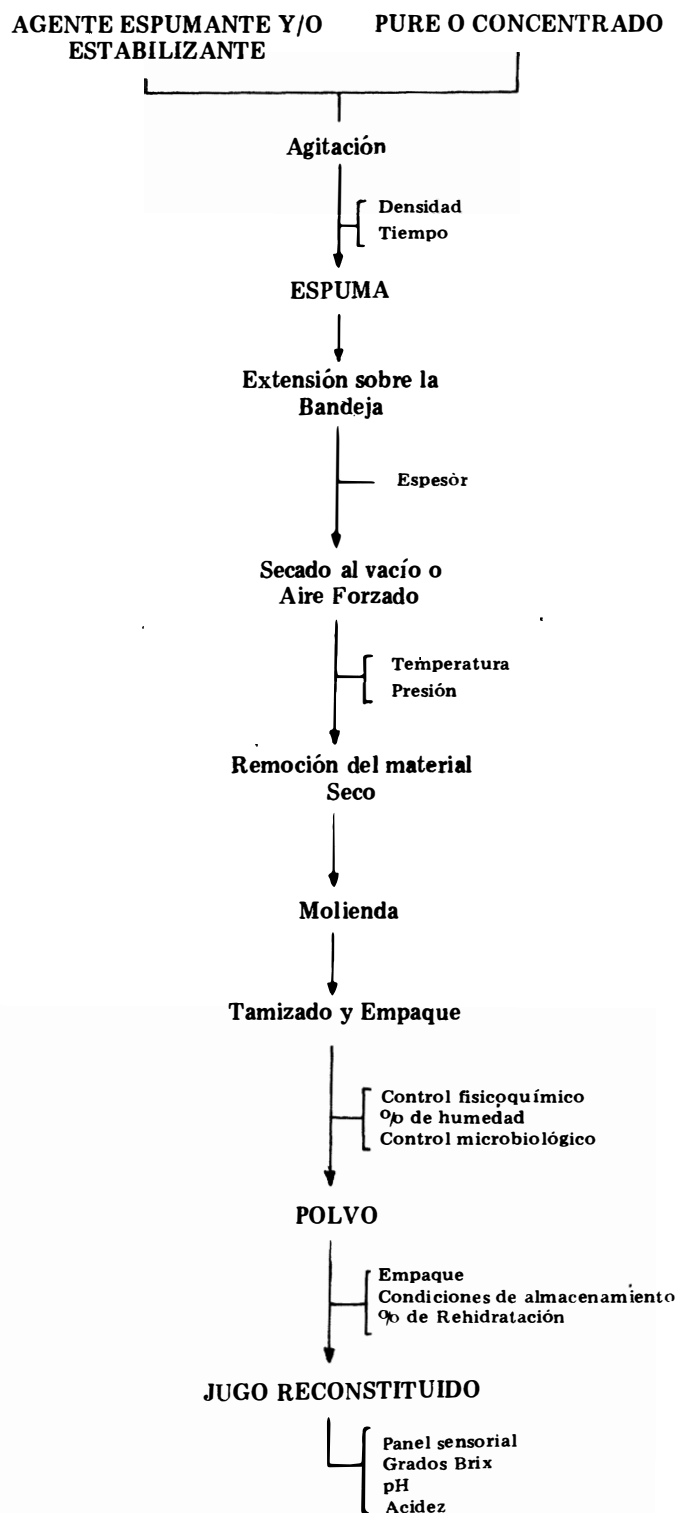 AGENTE ESPUMANTE Y/O
ESTABILIZANTE
PURE O CONCENTRADO
Agitación
Densidad
Tiempo
ESPUMA
Extensión sobre la
Bandeja
Espesor
Secado al vacío o
Aire Forzado
Temperatura
Presión
Remoción del material
Seco
Molienda
Tamizado y Empaque
Control fisicoquímico
% de humedad
Control microbiológico
POLVO
Empaque
Condiciones de almacenamiento
% de Rehidratación
JUGO RECONSTITUIDO
Panel sensorial
Grados Brix
pH
Acidez